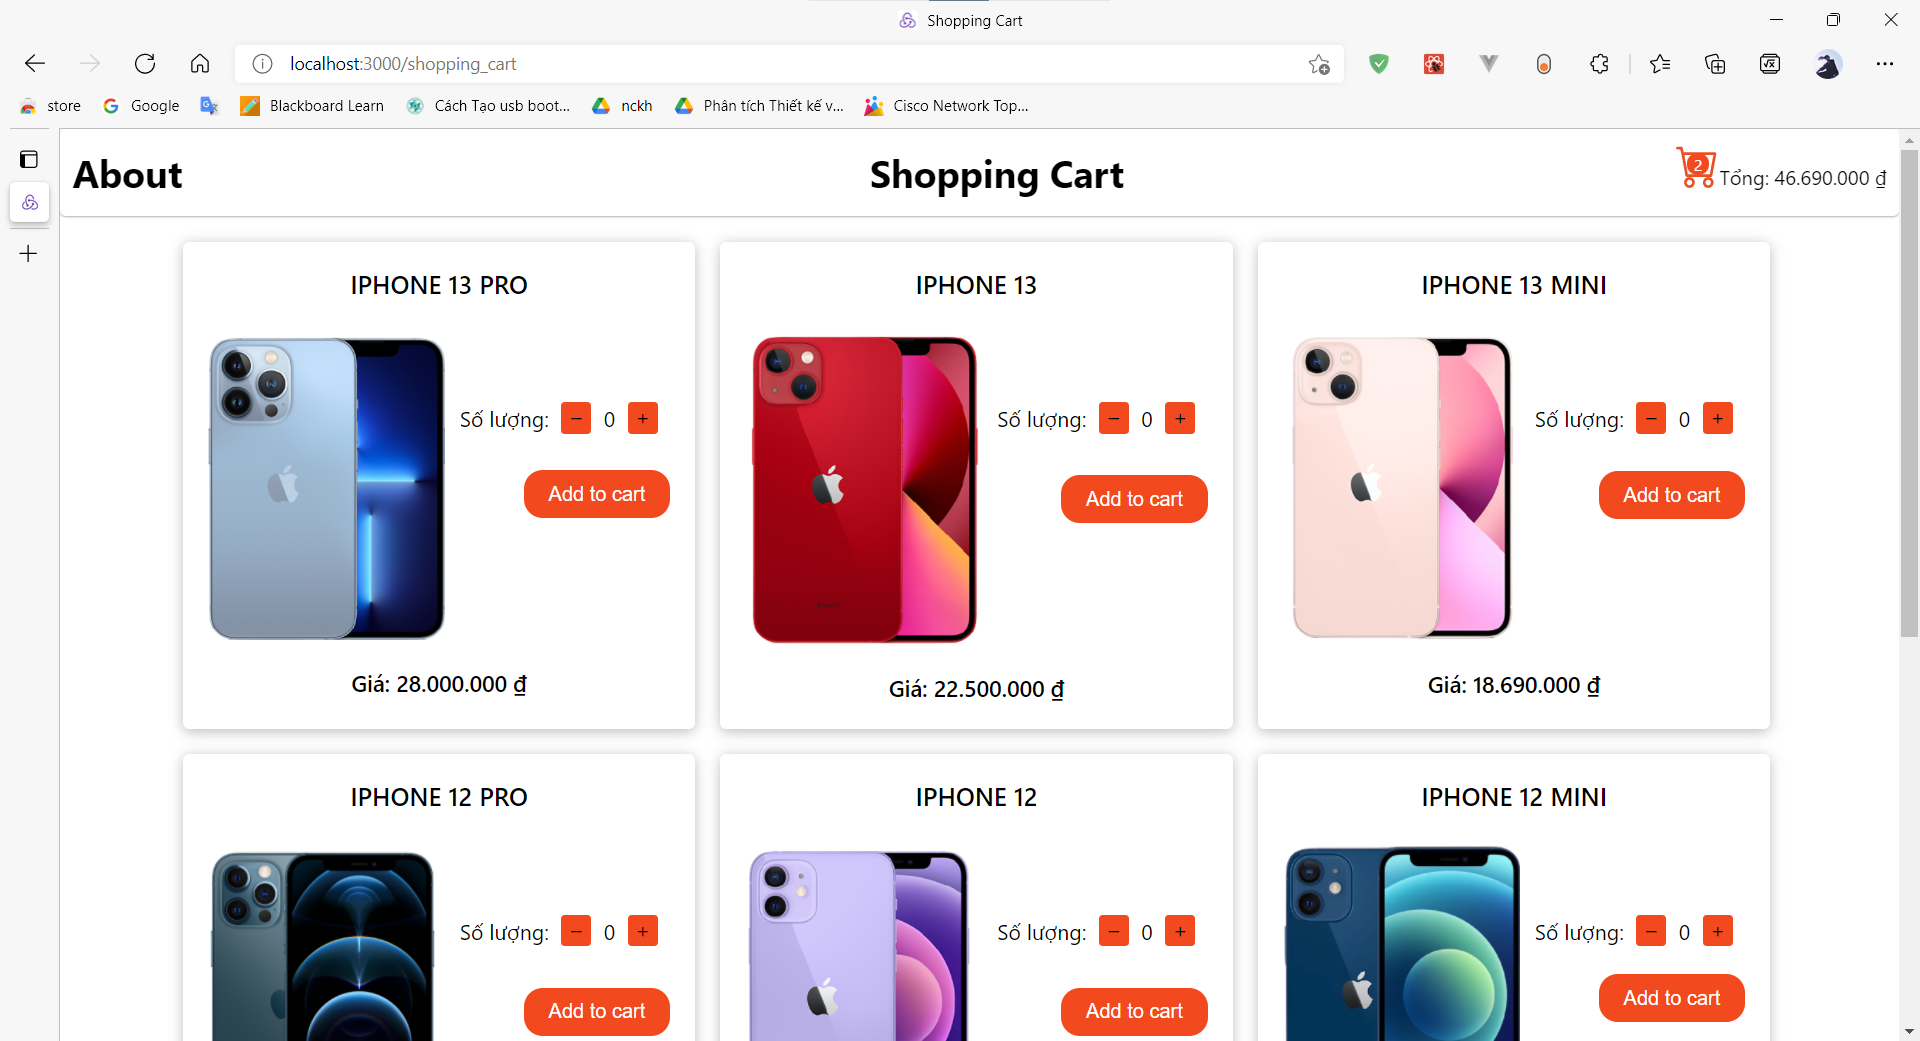 Shopping Cart
localhost:3000/shopping_cart
store
Google
Blackboard Learn
Cách Tạo usb boot...
nckh
Phân tích Thiết kế v...
Cisco Network Top...
About
Shopping Cart
2
Tổng: 46.690.000 ₫
IPHONE 13 PRO
Số lượng: − 0 +
Add to cart
Giá: 28.000.000 ₫
IPHONE 13
Số lượng: − 0 +
Add to cart
Giá: 22.500.000 ₫
IPHONE 13 MINI
Số lượng: − 0 +
Add to cart
Giá: 18.690.000 ₫
IPHONE 12 PRO
Số lượng: − 0 +
Add to cart
IPHONE 12
Số lượng: − 0 +
Add to cart
IPHONE 12 MINI
Số lượng: − 0 +
Add to cart